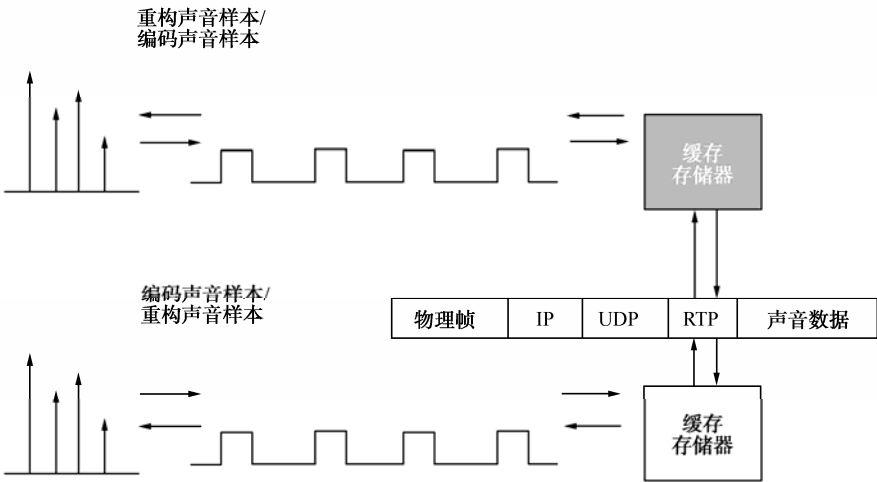 重构声音样本/
编码声音样本
缓存
存储器
编码声音样本/
重构声音样本
物理帧 IP UDP RTP 声音数据
缓存
存储器